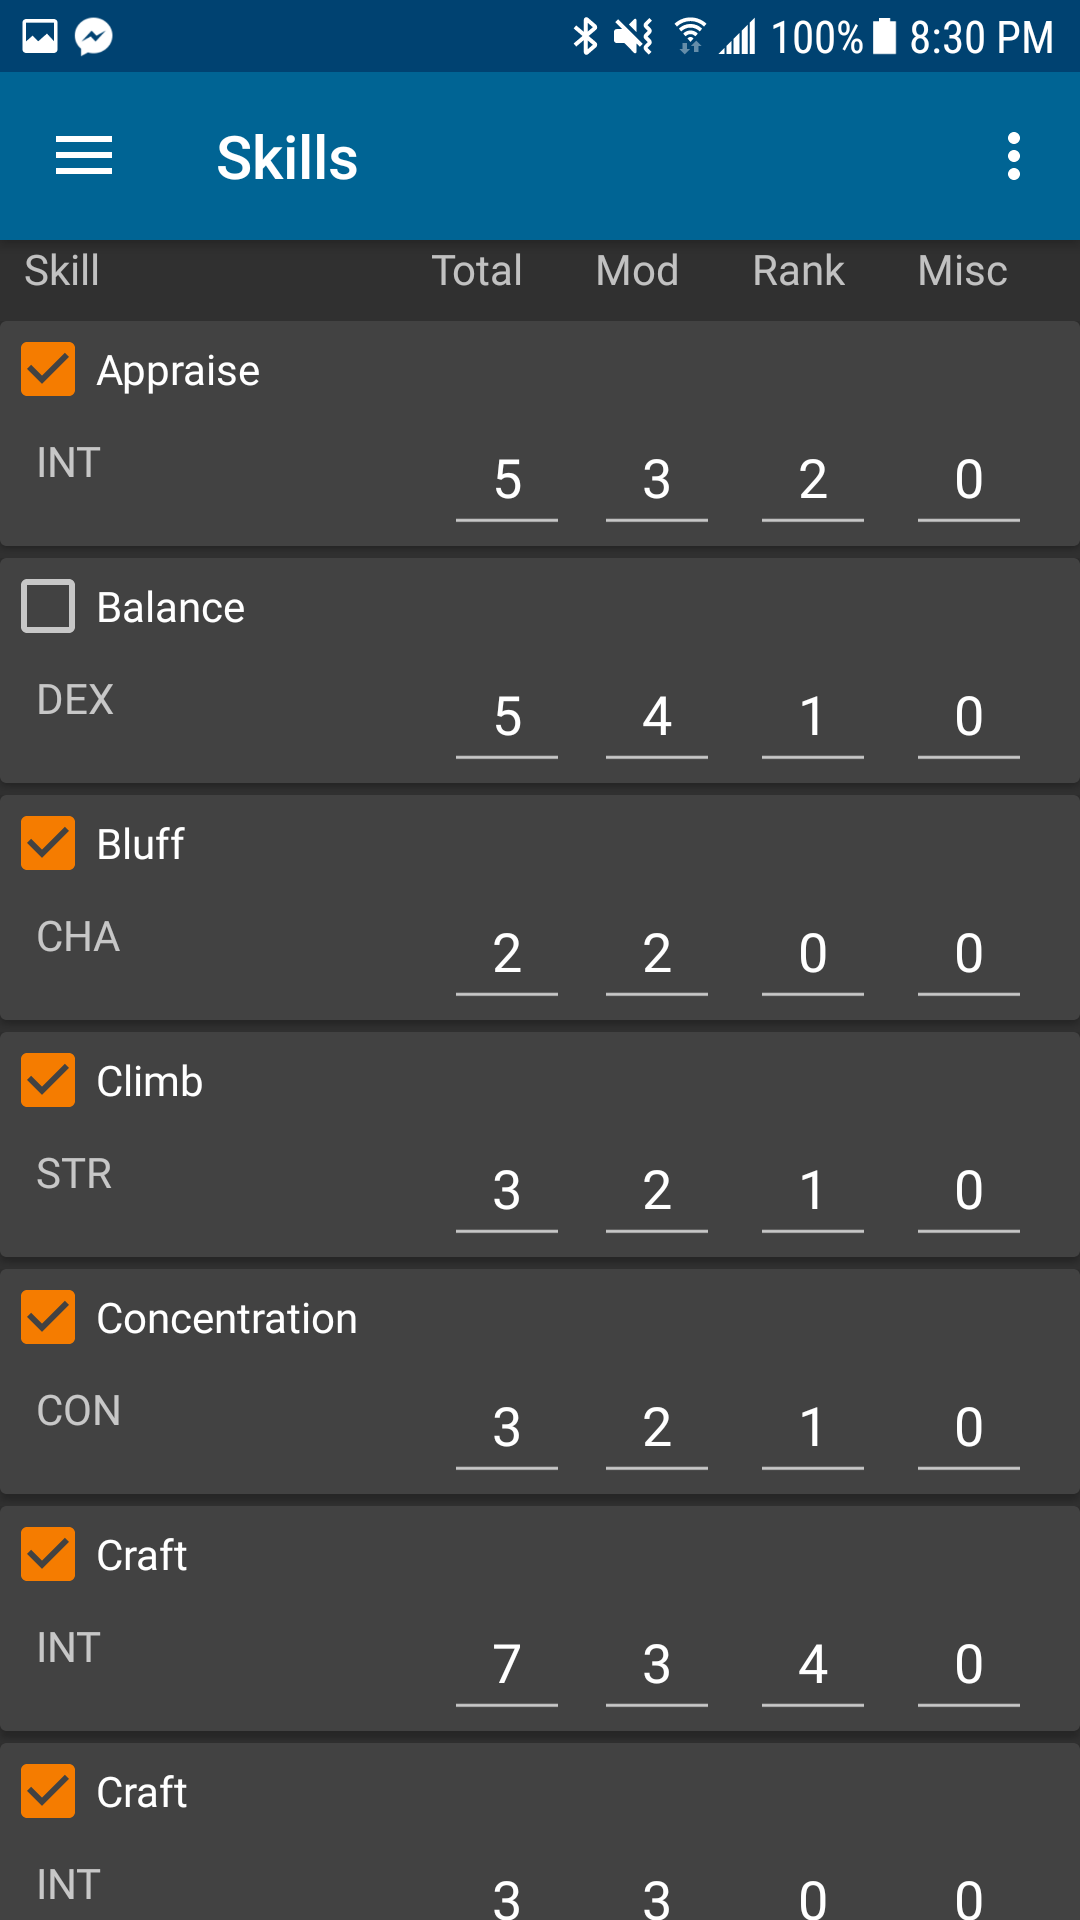 100% 8:30 PM
Skills
Skill Total Mod Rank Misc
Appraise
INT 5 3 2 0
Balance
DEX 5 4 1 0
Bluff
CHA 2 2 0 0
Climb
STR 3 2 1 0
Concentration
CON 3 2 1 0
Craft
INT 7 3 4 0
Craft
INT 3 3 0 0